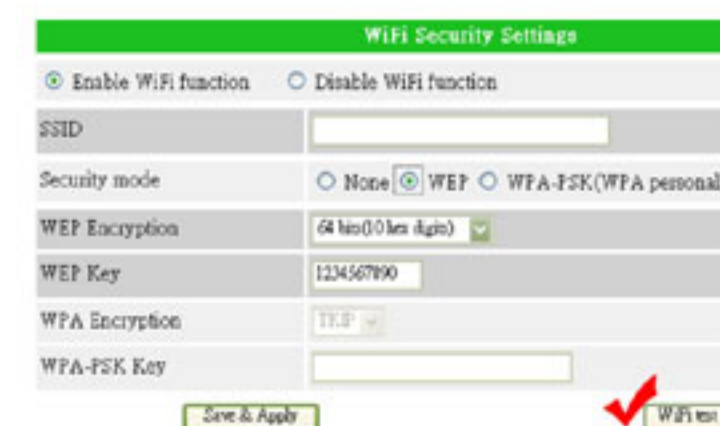 WiFi Security Settings
Enable WiFi function Disable WiFi function
SSID
Security mode None WEP WPA-PSK(WPA personal
WEP Encryption 64 bits(10 hex digits)
WEP Key 1234567890
WPA Encryption TKIP
WPA-PSK Key
Save & Apply WiFi test